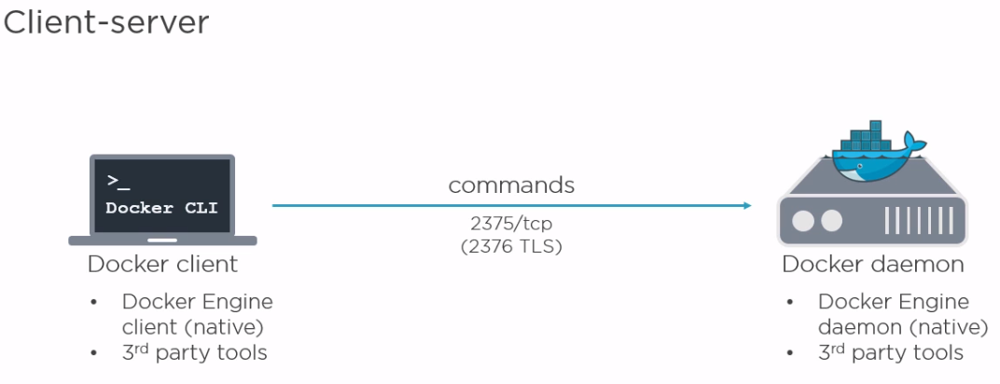 Client-server
>_
Docker CLI
commands
2375/tcp
(2376 TLS)
Docker client
• Docker Engine
client (native)
• 3rd party tools
Docker daemon
• Docker Engine
daemon (native)
• 3rd party tools